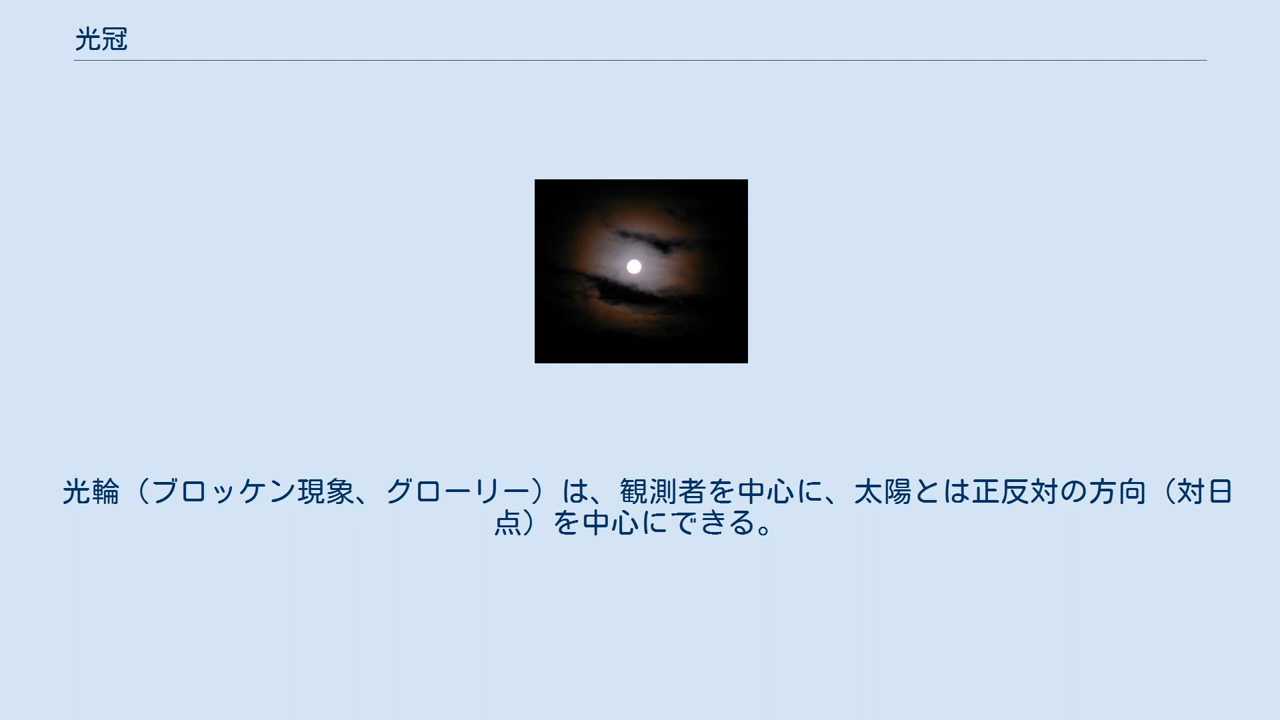 光冠
光輪（ブロッケン現象、グローリー）は、観測者を中心に、太陽とは正反対の方向（対日
点）を中心にできる。